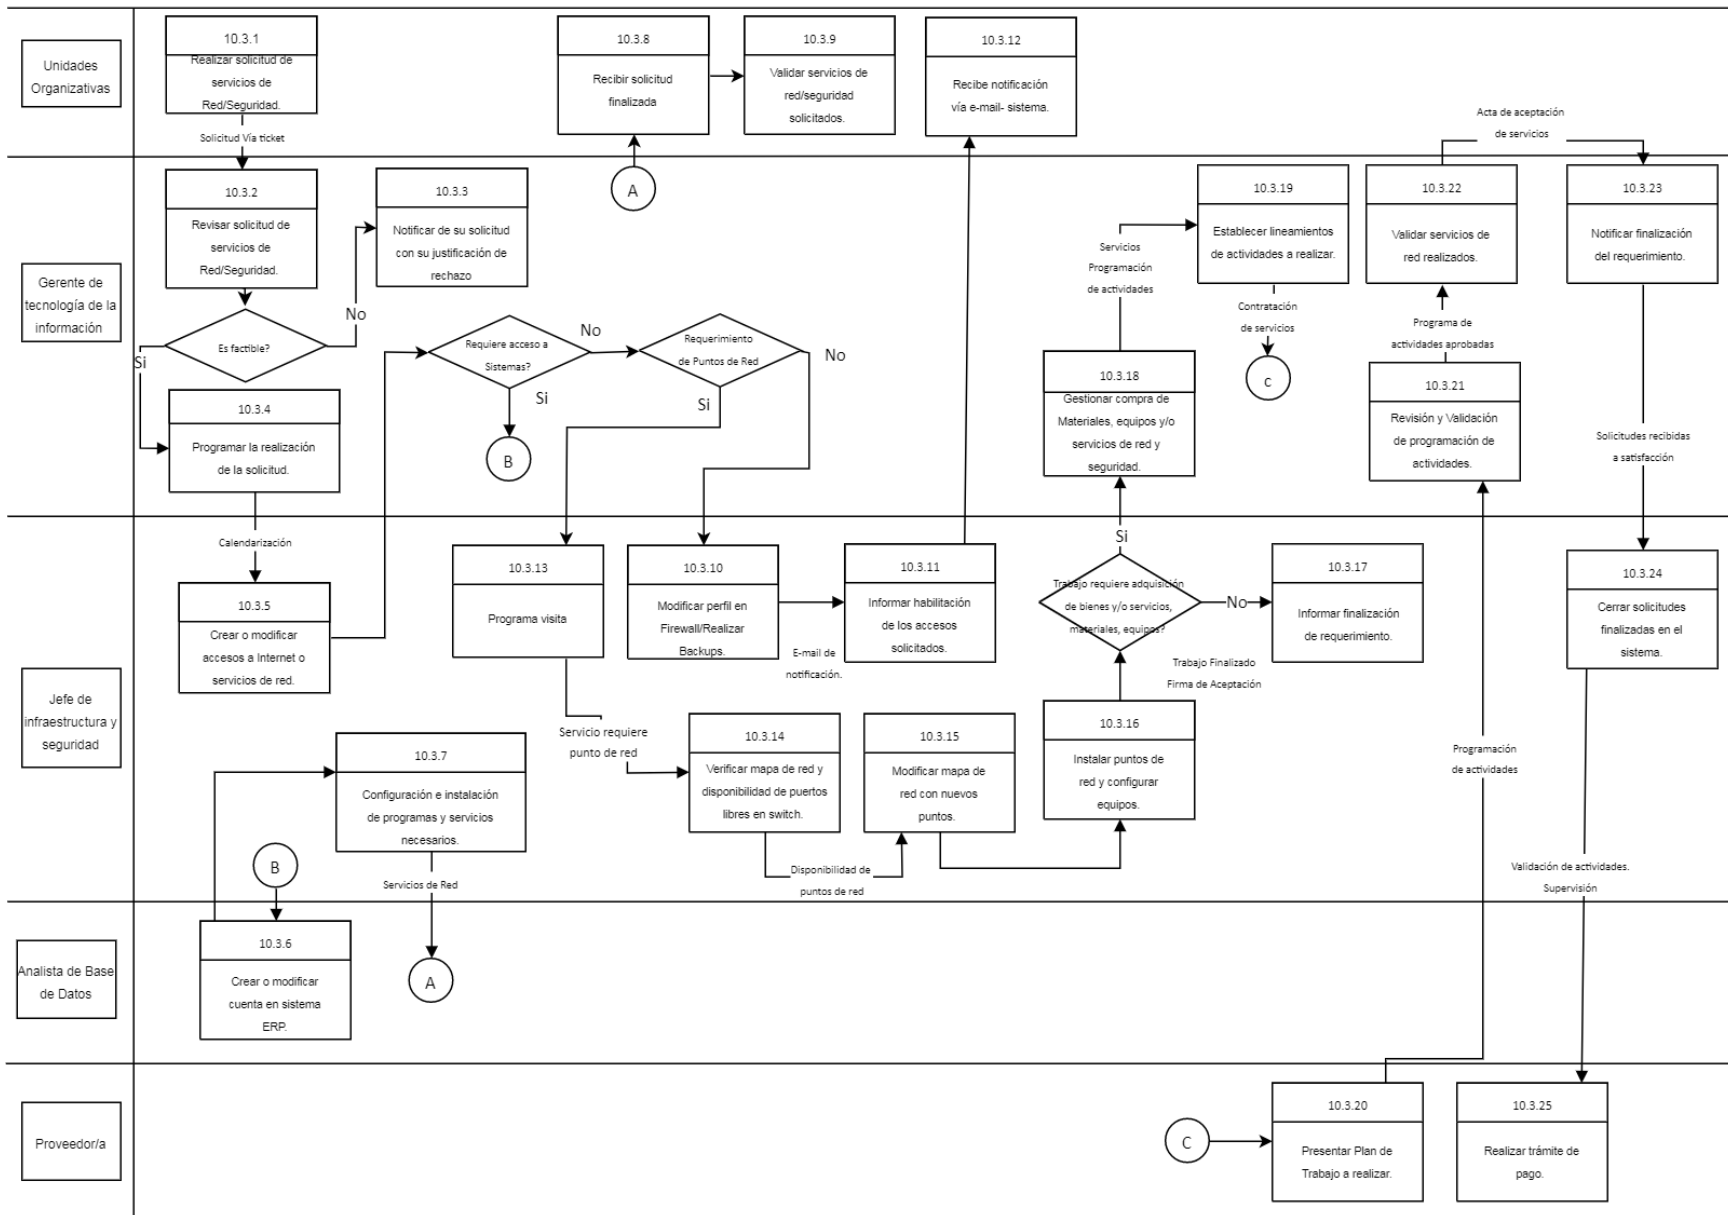 Unidades
Organizativas
10.3.1
Realizar solicitud de
servicios de
Red/Seguridad.
Solicitud Vía ticket
10.3.8
Recibir solicitud
finalizada
10.3.9
Validar servicios de
red/seguridad
solicitados.
10.3.12
Recibe notificación
vía e-mail- sistema.
Acta de aceptación
de servicios
Gerente de
tecnología de la
información
10.3.2
Revisar solicitud de
servicios de
Red/Seguridad.
10.3.3
Notificar de su solicitud
con su justificación de
rechazo
A
Es factible?
No
Si
10.3.4
Programar la realización
de la solicitud.
Calendarización
Requiere acceso a
Sistemas?
No
Si
B
Requerimiento
de Puntos de Red
No
Si
Servicios
Programación
de actividades
10.3.18
Gestionar compra de
Materiales, equipos y/o
servicios de red y
seguridad.
10.3.19
Establecer lineamientos
de actividades a realizar.
Contratación
de servicios
C
10.3.22
Validar servicios de
red realizados.
Programa de
actividades aprobadas
10.3.21
Revisión y Validación
de programación de
actividades.
10.3.23
Notificar finalización
del requerimiento.
Solicitudes recibidas
a satisfacción
Jefe de
infraestructura y
seguridad
10.3.5
Crear o modificar
accesos a Internet o
servicios de red.
10.3.13
Programa visita
10.3.10
Modificar perfil en
Firewall/Realizar
Backups.
E-mail de
notificación.
10.3.11
Informar habilitación
de los accesos
solicitados.
Si
Trabajo requiere adquisición
de bienes y/o servicios,
materiales, equipos?
No
10.3.17
Informar finalización
de requerimiento.
Trabajo Finalizado
Firma de Aceptación
10.3.24
Cerrar solicitudes
finalizadas en el
sistema.
10.3.7
Configuración e instalación
de programas y servicios
necesarios.
Servicios de Red
Servicio requiere
punto de red
10.3.14
Verificar mapa de red y
disponibilidad de puertos
libres en switch.
Disponibilidad de
puntos de red
10.3.15
Modificar mapa de
red con nuevos
puntos.
10.3.16
Instalar puntos de
red y configurar
equipos.
Programación
de actividades
Validación de actividades.
Supervisión
B
Analista de Base
de Datos
10.3.6
Crear o modificar
cuenta en sistema
ERP.
A
Proveedor/a
C
10.3.20
Presentar Plan de
Trabajo a realizar.
10.3.25
Realizar trámite de
pago.